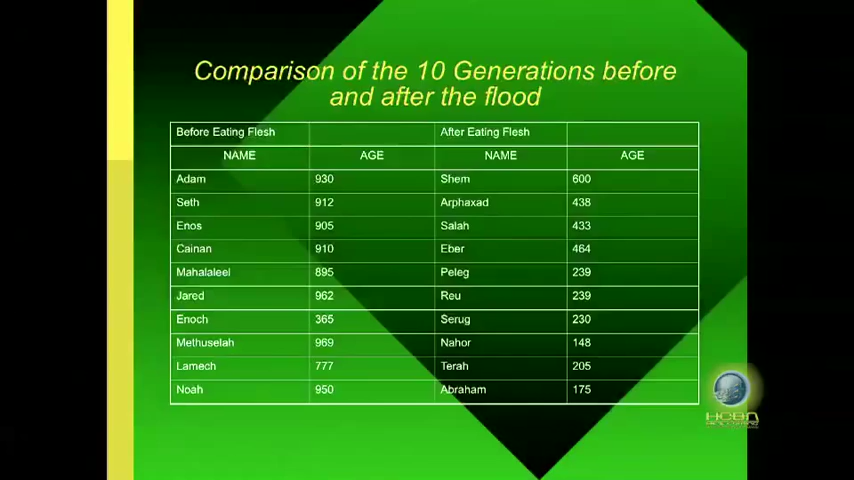 Comparison of the 10 Generations before
and after the flood
Before Eating Flesh After Eating Flesh
NAME AGE NAME AGE
Adam 930 Shem 600
Seth 912 Arphaxad 438
Enos 905 Salah 433
Cainan 910 Eber 464
Mahalaleel 895 Peleg 239
Jared 962 Reu 239
Enoch 365 Serug 230
Methuselah 969 Nahor 148
Lamech 777 Terah 205
Noah 950 Abraham 175
HCBN